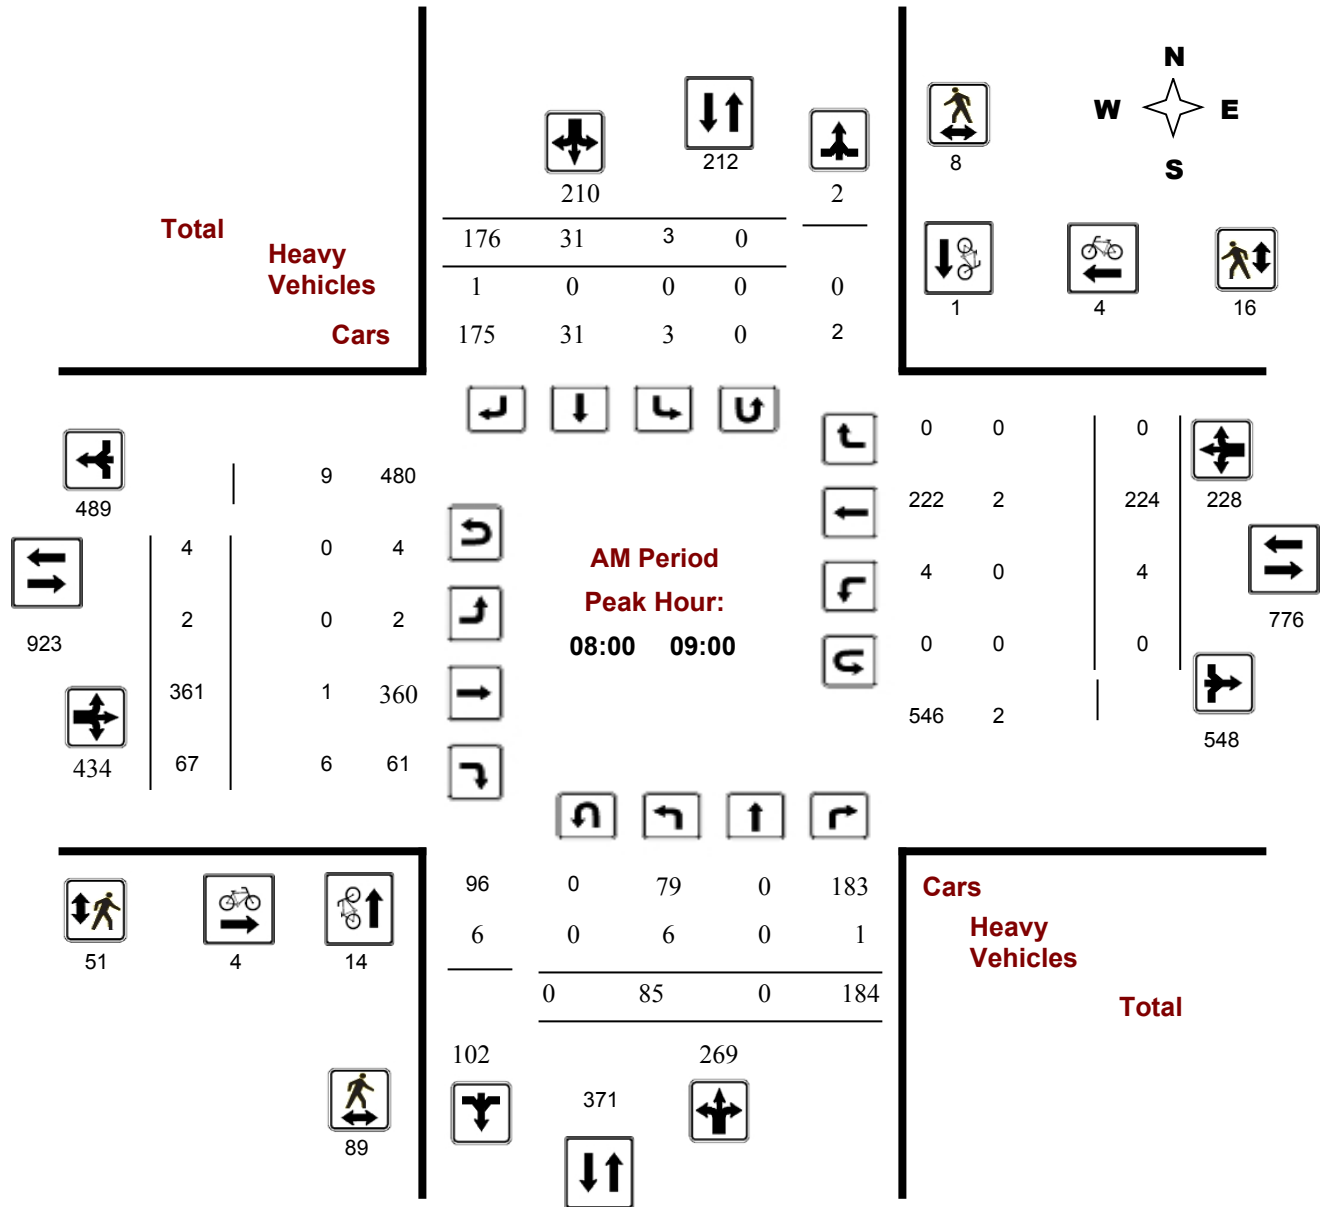 N
W E
S
212
8
210 2
Total
176 31 3 0
Heavy
Vehicles
1 0 0 0 0
1 4 16
Cars
175 31 3 0 2
0 0 0
9 480
489
222 2 224 228
4 0 4
AM Period
4 0 4
Peak Hour:
2 0 2
776
923
08:00 09:00
0 0 0
361 1 360
546 2
548
434 67 6 61
96 0 79 0 183
Cars
6 0 6 0 1
Heavy
Vehicles
51 4 14
0 85 0 184
Total
102 269
371
89